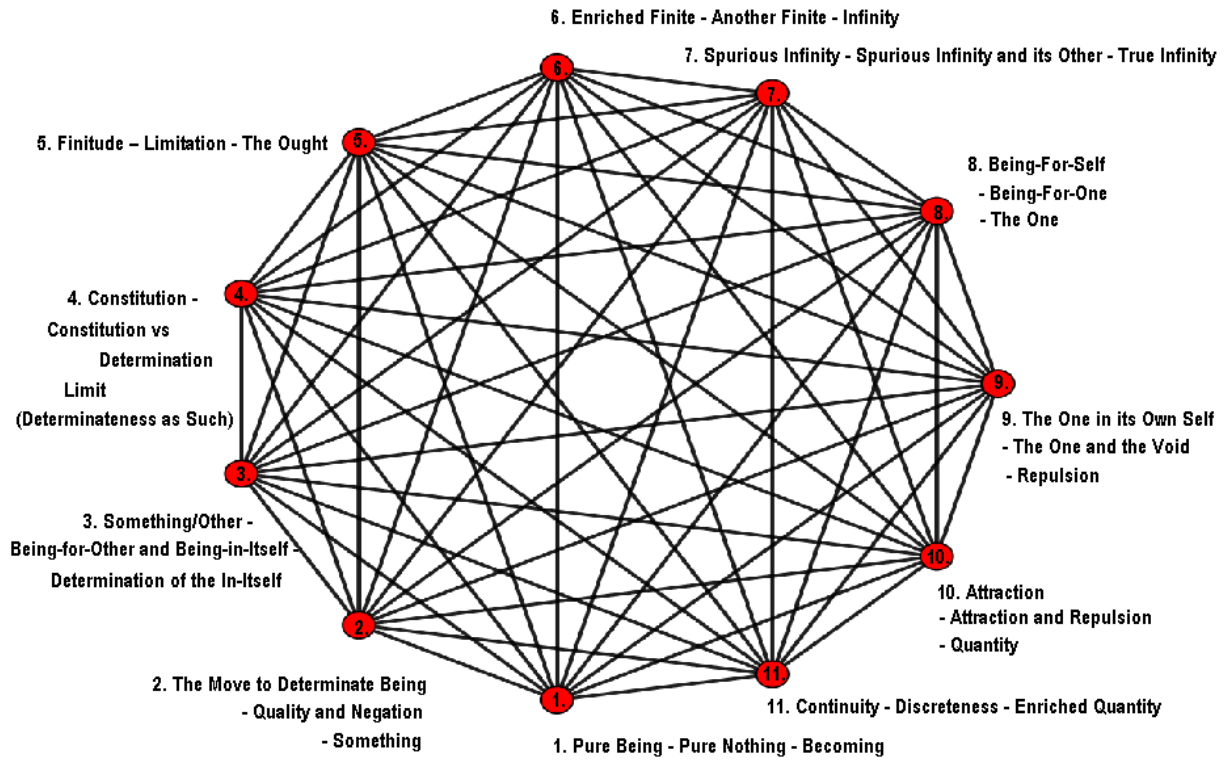 6. Enriched Finite - Another Finite - Infinity
7. Spurious Infinity - Spurious Infinity and its Other - True Infinity
6.
7.
5. Finitude – Limitation - The Ought
5.
8. Being-For-Self
- Being-For-One
- The One
8.
4. Constitution -
Constitution vs
Determination
Limit
(Determinateness as Such)
4.
9.
9. The One in its Own Self
- The One and the Void
- Repulsion
3.
3. Something/Other -
Being-for-Other and Being-in-Itself -
Determination of the In-Itself
10.
10. Attraction
- Attraction and Repulsion
- Quantity
2.
2. The Move to Determinate Being
- Quality and Negation
- Something
11.
11. Continuity - Discreteness - Enriched Quantity
1.
1. Pure Being - Pure Nothing - Becoming